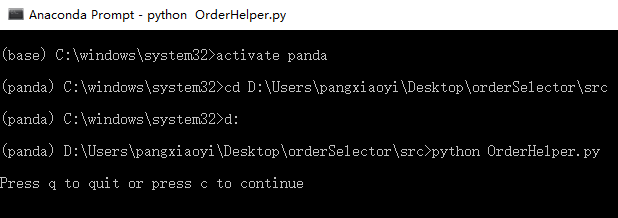 Anaconda Prompt - python  OrderHelper.py
(base) C:\windows\system32>activate panda
(panda) C:\windows\system32>cd D:\Users\pangxiaoyi\Desktop\orderSelector\src
(panda) C:\windows\system32>d:
(panda) D:\Users\pangxiaoyi\Desktop\orderSelector\src>python OrderHelper.py
Press q to quit or press c to continue